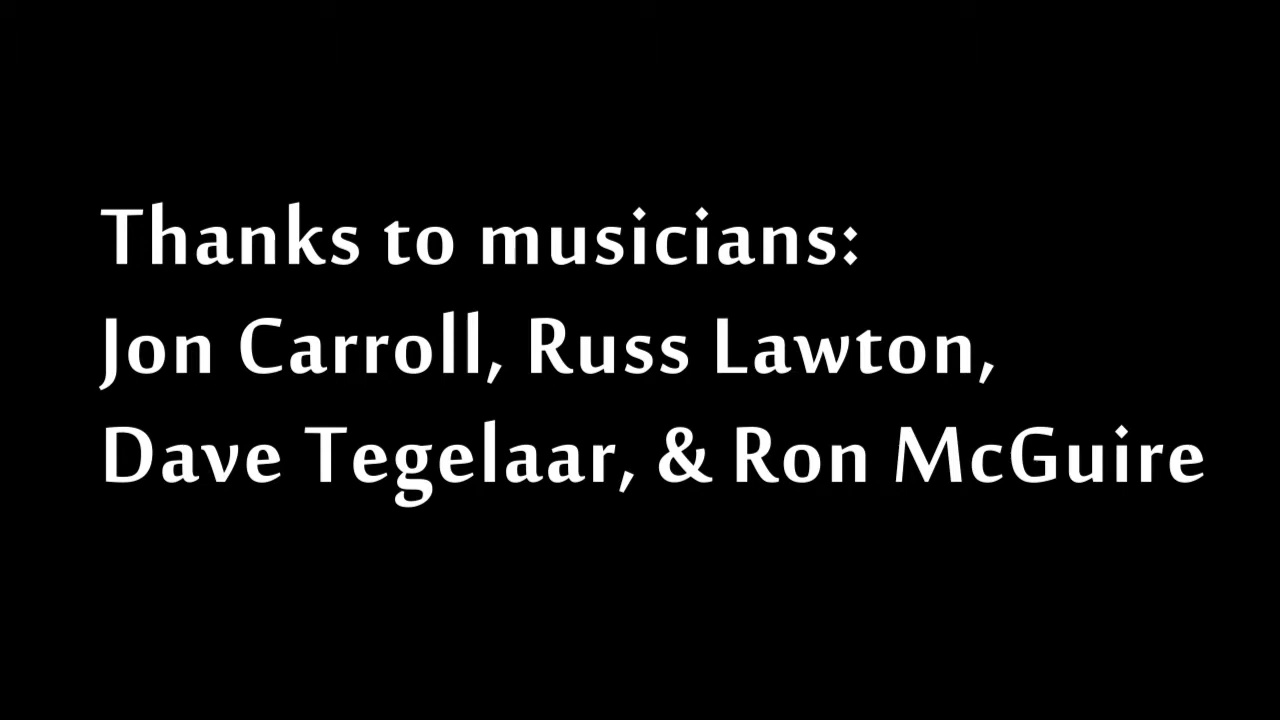 Thanks to musicians:
Jon Carroll, Russ Lawton,
Dave Tegelaar, & Ron McGuire